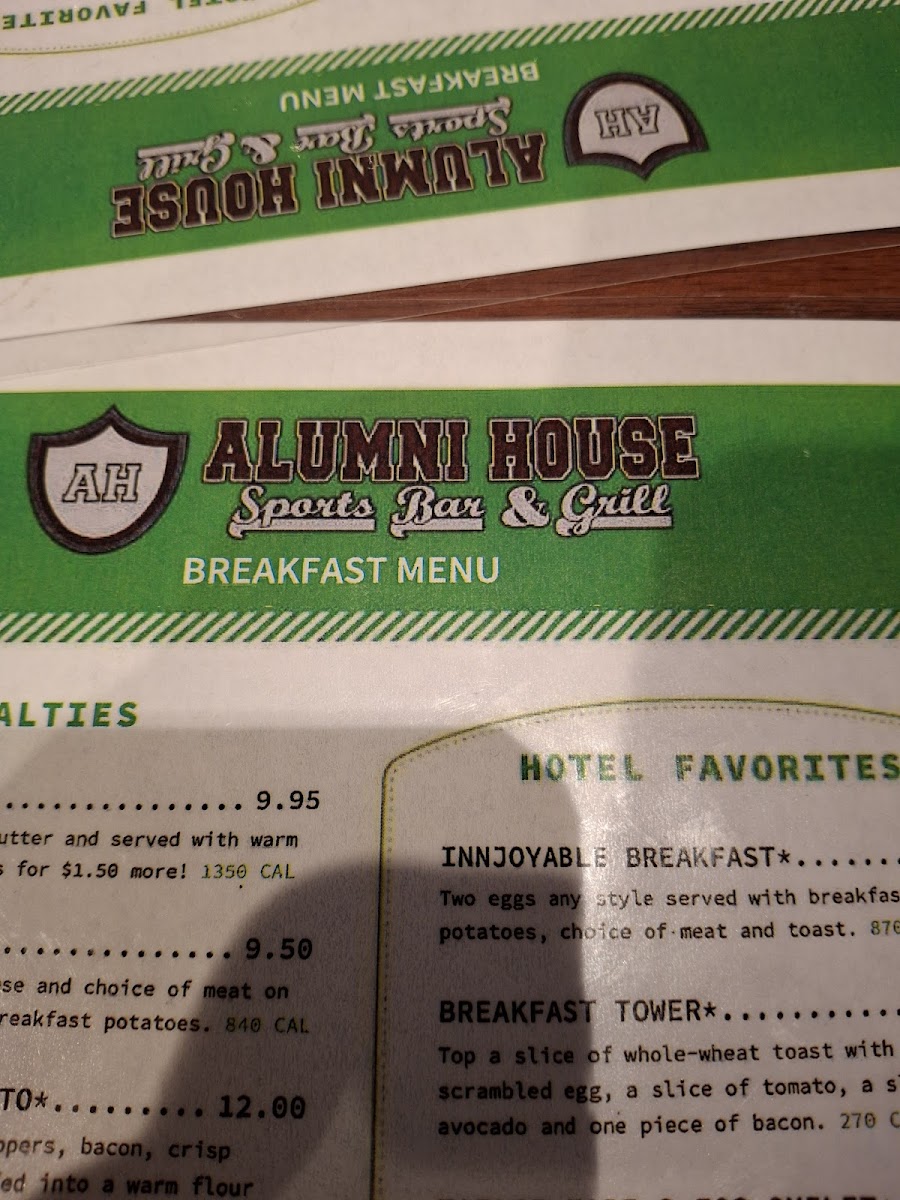 HOTEL FAVORITE
BREAKFAST MENU
Sports Bar & Grill
ALUMNI HOUSE
AH
AH
ALUMNI HOUSE
Sports Bar & Grill
BREAKFAST MENU
ALTIES
............... 9.95
utter and served with warm
s for $1.50 more! 1350 CAL
.............. 9.50
se and choice of meat on
reakfast potatoes. 840 CAL
TO*......... 12.00
ppers, bacon, crisp
ed into a warm flour
HOTEL FAVORITES
INNJOYABLE BREAKFAST*......
Two eggs any style served with breakfas
potatoes, choice of meat and toast. 870
BREAKFAST TOWER*..........
Top a slice of whole-wheat toast with
scrambled egg, a slice of tomato, a sl
avocado and one piece of bacon. 270 C